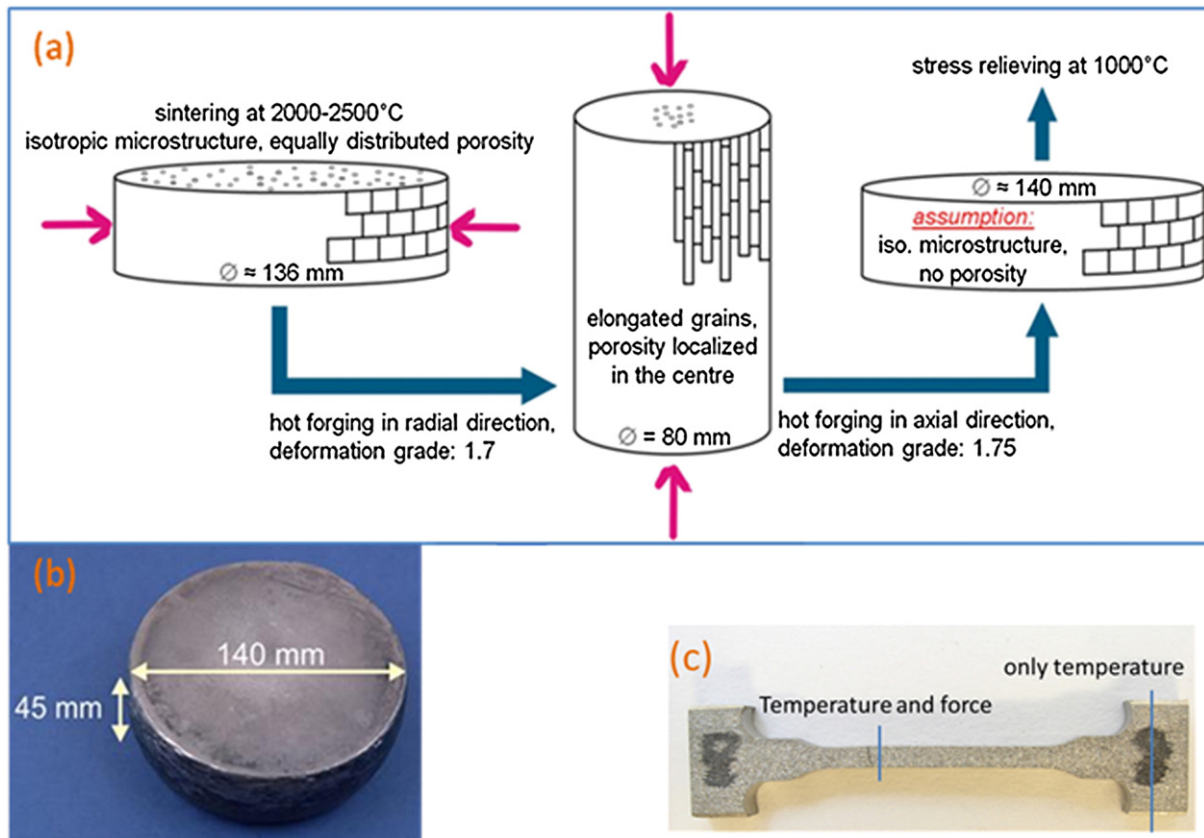 (a)
sintering at 2000-2500°C
isotropic microstructure, equally distributed porosity
∅ ≈ 136 mm
hot forging in radial direction,
deformation grade: 1.7
elongated grains,
porosity localized
in the centre
∅ = 80 mm
hot forging in axial direction,
deformation grade: 1.75
stress relieving at 1000°C
∅ ≈ 140 mm
assumption:
iso. microstructure,
no porosity
(b)
140 mm
45 mm
(c)
only temperature
Temperature and force